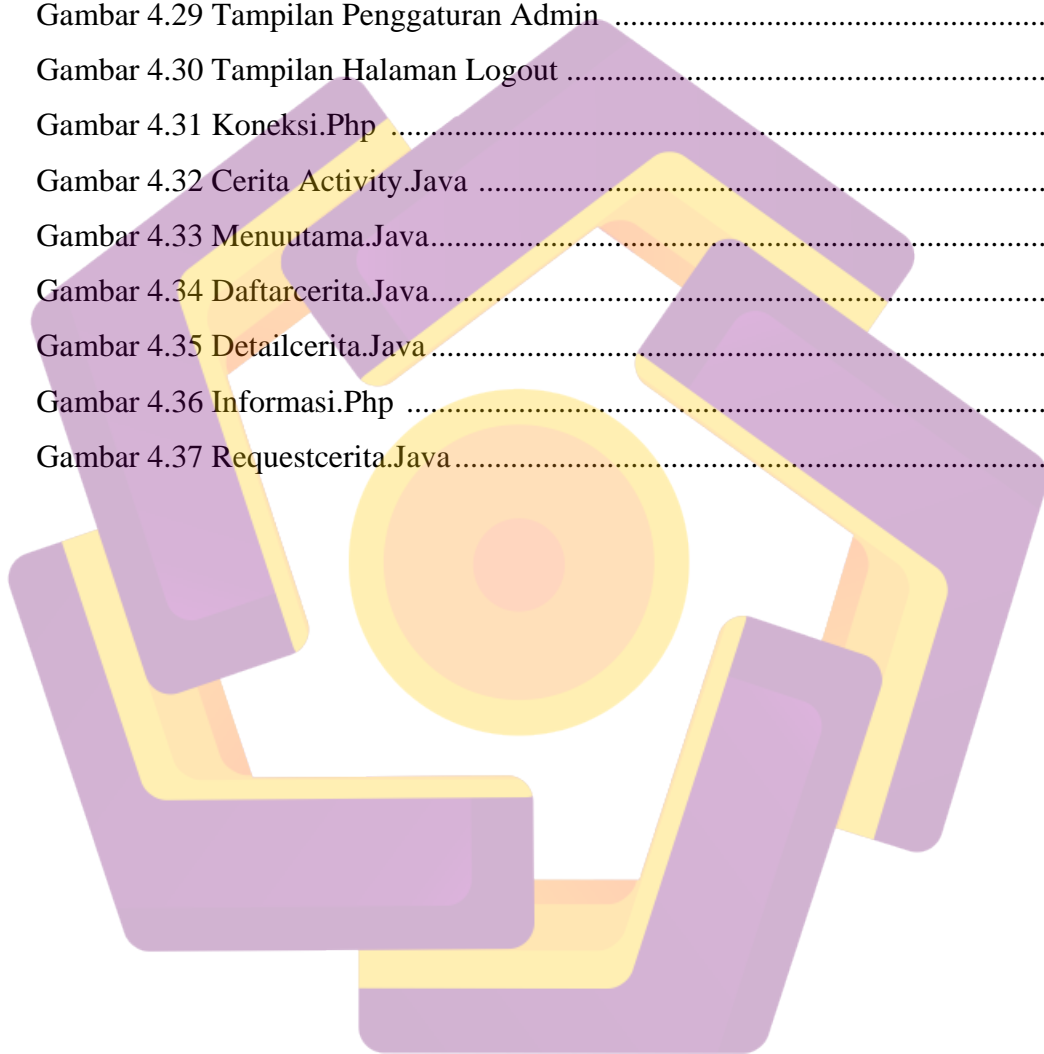 Gambar 4.29 Tampilan Penggaturan Admin ............................................................
Gambar 4.30 Tampilan Halaman Logout ..................................................................
Gambar 4.31 Koneksi.Php ..........................................................................................
Gambar 4.32 Cerita Activity.Java ..............................................................................
Gambar 4.33 Menuutama.Java....................................................................................
Gambar 4.34 Daftarcerita.Java....................................................................................
Gambar 4.35 Detailcerita.Java ....................................................................................
Gambar 4.36 Informasi.Php ........................................................................................
Gambar 4.37 Requestcerita.Java .................................................................................